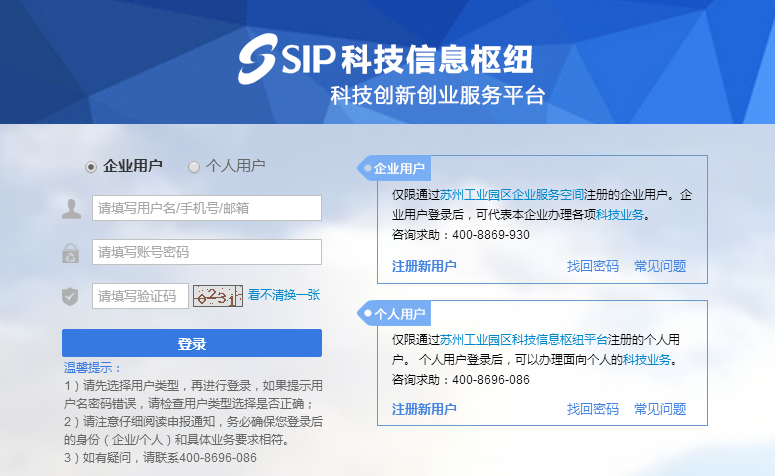 SIP 科技信息枢纽
科技创新创业服务平台
企业用户 个人用户
请填写用户名/手机号/邮箱
请填写账号密码
请填写验证码 0231 看不清换一张
登录
温馨提示：
1）请先选择用户类型，再进行登录，如果提示用
户名密码错误，请检查用户类型选择是否正确；
2）请注意仔细阅读申报通知，务必确保您登录后
的身份（企业/个人）和具体业务要求相符。
3）如有疑问，请联系400-8696-086
企业用户
仅限通过苏州工业园区企业服务空间注册的企业用户。企
业用户登录后，可代表本企业办理各项科技业务。
咨询求助：400-8869-930
注册新用户 找回密码 常见问题
个人用户
仅限通过苏州工业园区科技信息枢纽平台注册的个人用
户。 个人用户登录后，可以办理面向个人的科技业务。
咨询求助：400-8696-086
注册新用户 找回密码 常见问题